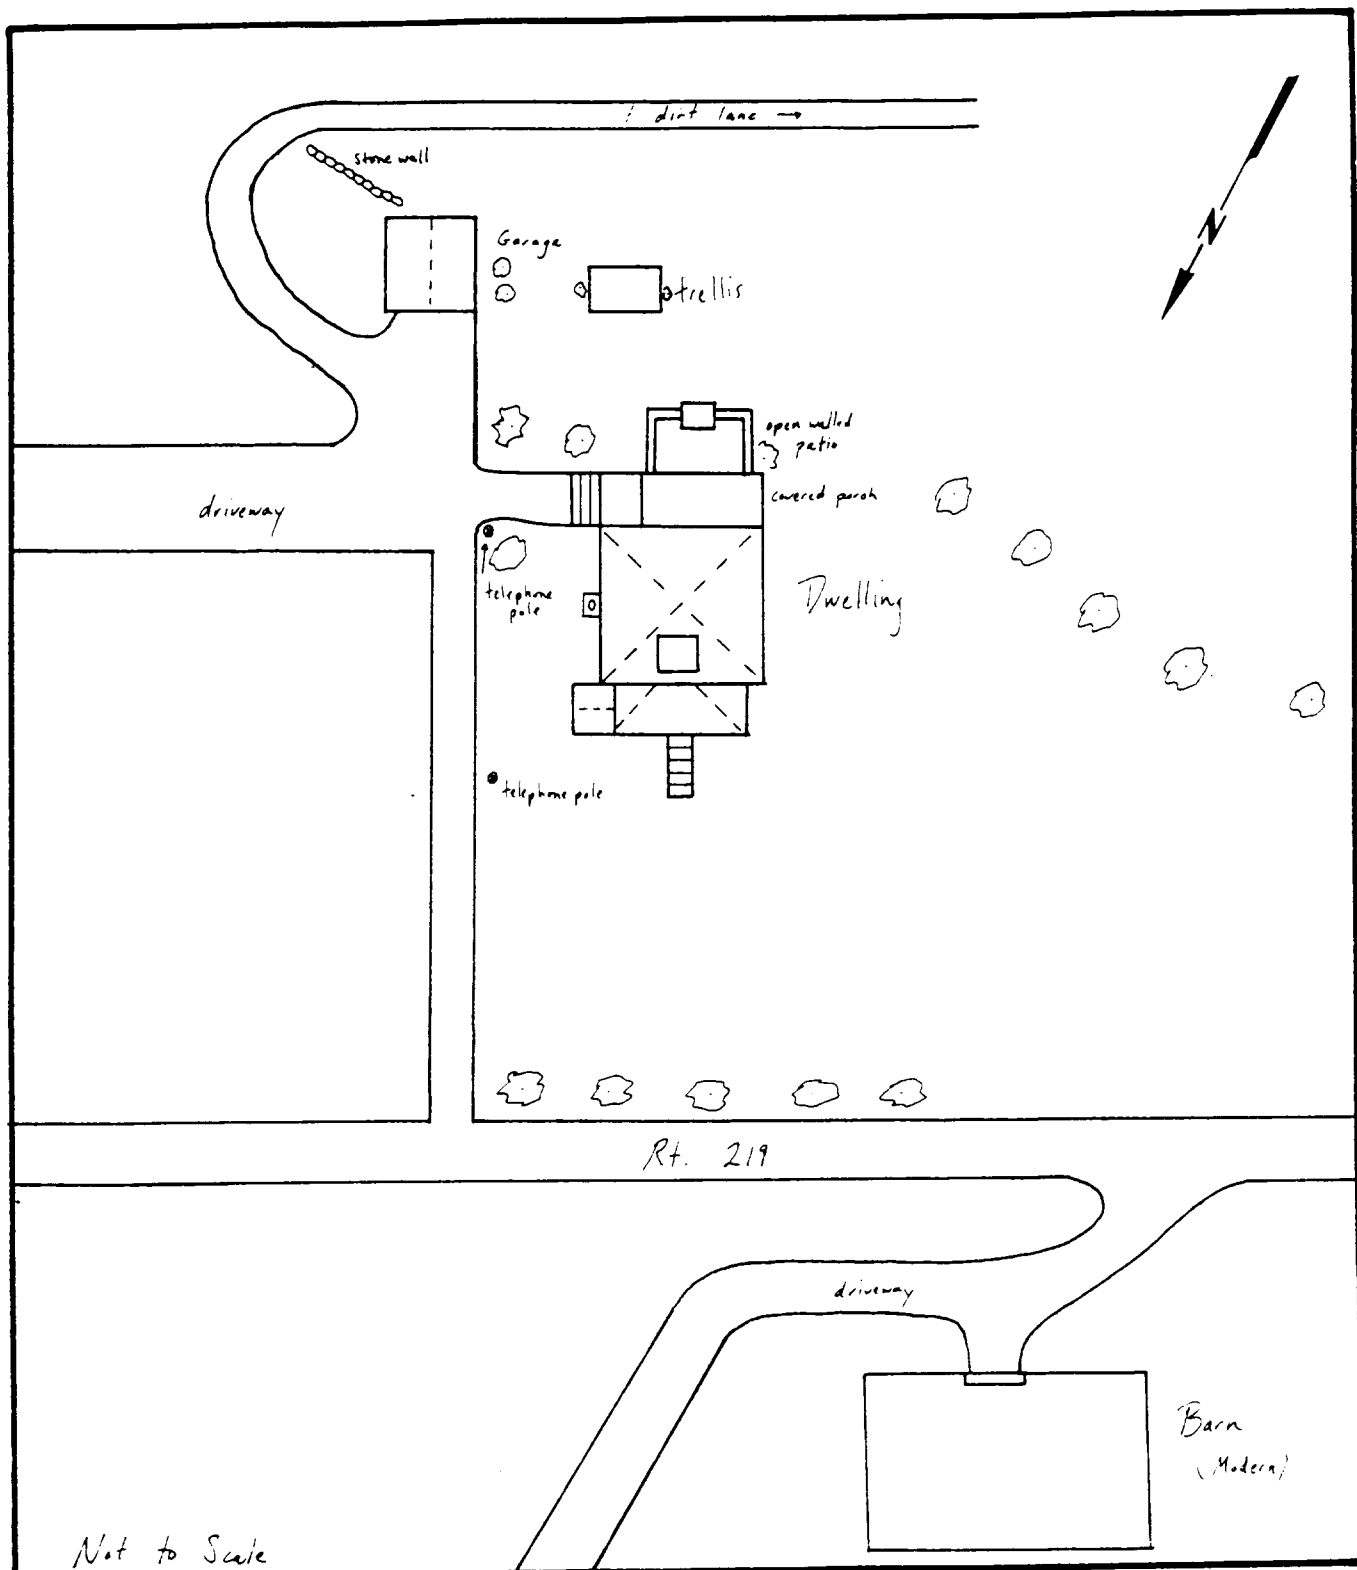 dirt lane →
stone wall
Garage
trellis
N
open walled
patio
covered porch
driveway
telephone
pole
Dwelling
telephone pole
Rt. 219
driveway
Barn
(Modern)
Not to Scale